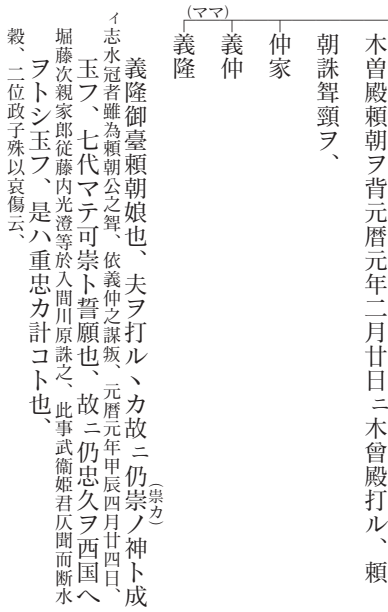 木曽殿頼朝ヲ背元暦元年二月廿日ニ木曽殿打ル、頼
朝誅聟頸ヲ、
仲家
義仲
(ママ)
義隆
義隆御臺頼朝娘也、夫ヲ打ルヽカ故ニ仍崇ノ神ト成
(祟カ)
玉フ、七代マテ可崇ト誓願也、故ニ仍忠久ヲ西国ヘ
ヲトシ玉フ、是ハ重忠カ計コト也、
ィ志水冠者雖為頼朝公之聟、依義仲之謀叛、元暦元年甲辰四月廿四日、
堀藤次親家郎従藤内光澄等於入間川原誅之、此事武衞姫君仄聞而断水
穀、二位政子殊以哀傷云、